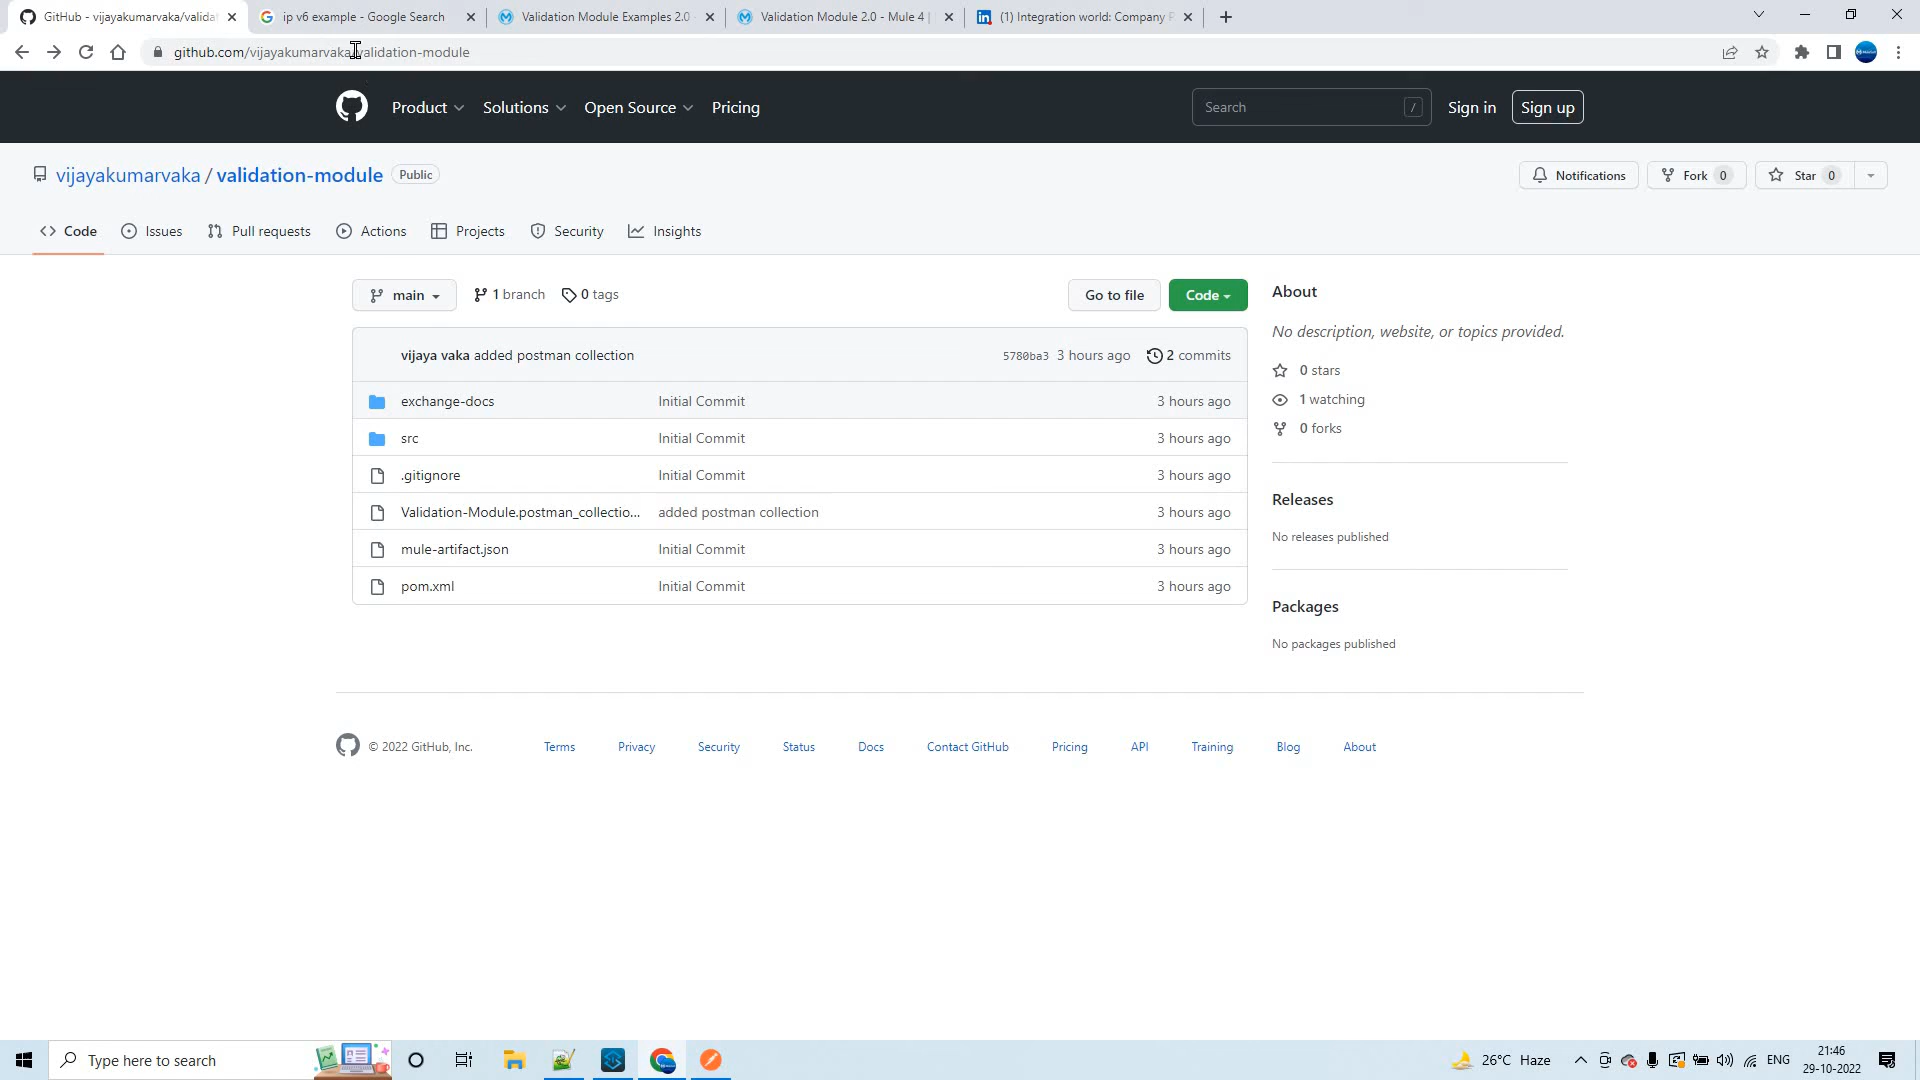 GitHub - vijayakumarvaka/validat
ip v6 example - Google Search
Validation Module Examples 2.0
Validation Module 2.0 - Mule 4 |
(1) Integration world: Company P
github.com/vijayakumarvaka/validation-module
Product
Solutions
Open Source
Pricing
Search
/
Sign in
Sign up
vijayakumarvaka / validation-module
Public
Notifications
Fork 0
Star 0
Code
Issues
Pull requests
Actions
Projects
Security
Insights
main
1 branch
0 tags
Go to file
Code
vijaya vaka added postman collection
5780ba3 3 hours ago
2 commits
exchange-docs Initial Commit 3 hours ago
src Initial Commit 3 hours ago
.gitignore Initial Commit 3 hours ago
Validation-Module.postman_collectio... added postman collection 3 hours ago
mule-artifact.json Initial Commit 3 hours ago
pom.xml Initial Commit 3 hours ago
About
No description, website, or topics provided.
0 stars
1 watching
0 forks
Releases
No releases published
Packages
No packages published
© 2022 GitHub, Inc.
Terms
Privacy
Security
Status
Docs
Contact GitHub
Pricing
API
Training
Blog
About
Type here to search
26°C Haze
ENG
21:46
29-10-2022